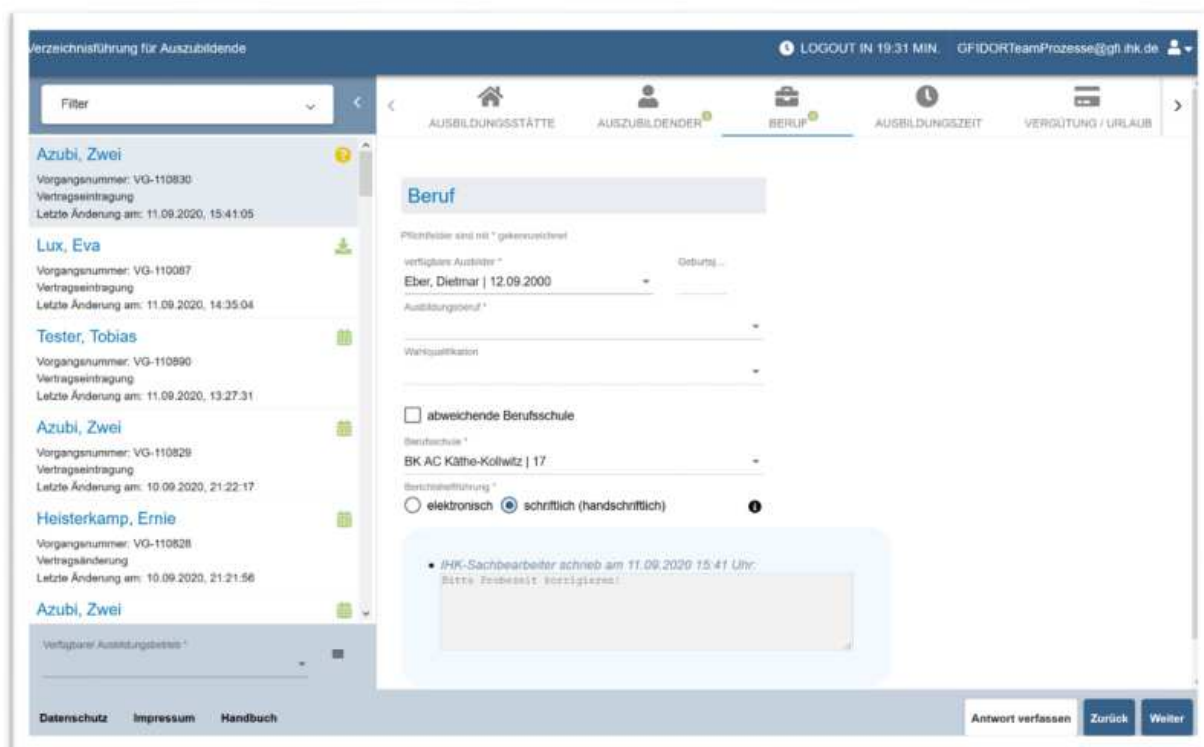 Verzeichnisführung für Auszubildende
LOGOUT IN 19:31 MIN. GFIDORTeamProzesse@gfi.ihk.de
Filter
AUSBILDUNGSSTÄTTE AUSZUBILDENDER BERUF AUSBILDUNGSZEIT VERGÜTUNG / URLAUB
Azubi, Zwei
Vorgangsnummer: VG-110830
Vertragseintragung
Letzte Änderung am: 11.09.2020, 15:41:05
Lux, Eva
Vorgangsnummer: VG-110087
Vertragseintragung
Letzte Änderung am: 11.09.2020, 14:35:04
Tester, Tobias
Vorgangsnummer: VG-110890
Vertragseintragung
Letzte Änderung am: 11.09.2020, 13:27:31
Azubi, Zwei
Vorgangsnummer: VG-110829
Vertragseintragung
Letzte Änderung am: 10.09.2020, 21:22:17
Heisterkamp, Ernie
Vorgangsnummer: VG-110828
Vertragsänderung
Letzte Änderung am: 10.09.2020, 21:21:56
Azubi, Zwei
Verfügbarer Ausbildungsbetrieb *
Beruf
Pflichtfelder sind mit * gekennzeichnet
verfügbare Ausbilder * Geburtsj...
Eber, Dietmar | 12.09.2000
Ausbildungsberuf *
Wahlqualifikation
abweichende Berufsschule
Berufsschule *
BK AC Käthe-Kollwitz | 17
Berichtsheftführung *
elektronisch schriftlich (handschriftlich)
• IHK-Sachbearbeiter schrieb am 11.09.2020 15:41 Uhr:
Bitte Probezeit korrigieren!
Datenschutz Impressum Handbuch
Antwort verfassen Zurück Weiter